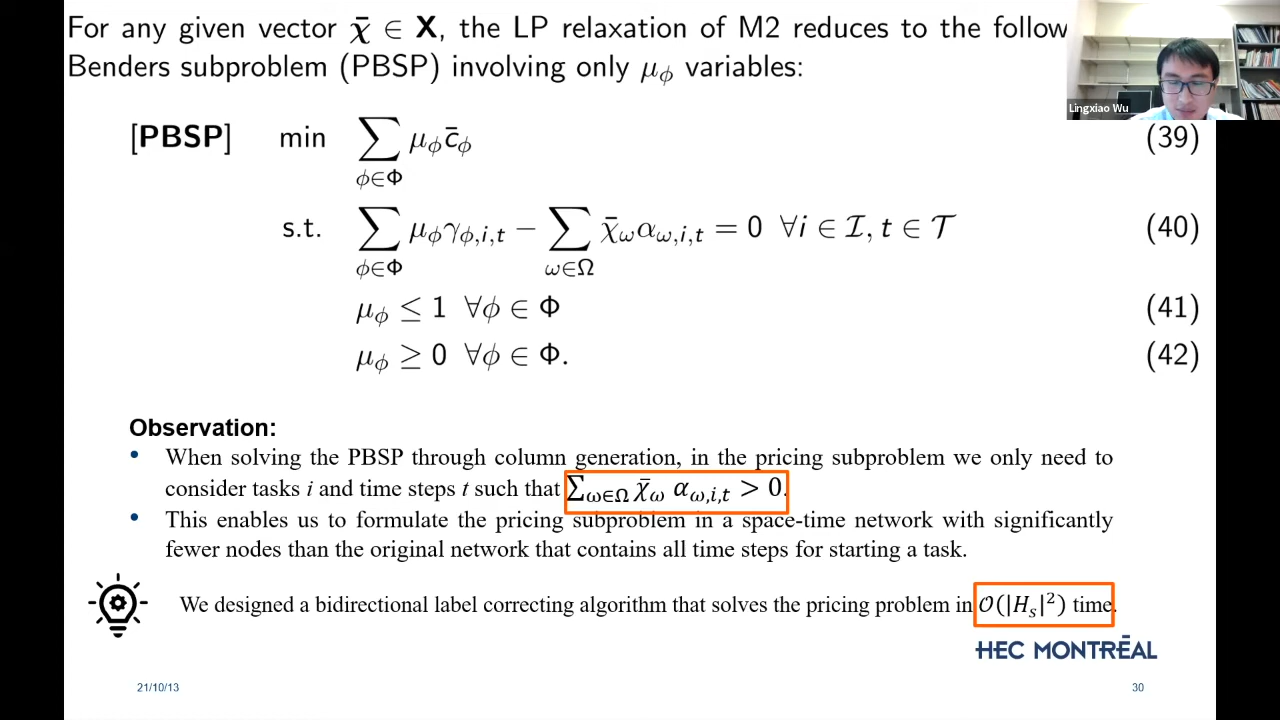 For any given vector χ̄ ∈ X, the LP relaxation of M2 reduces to the follow
Benders subproblem (PBSP) involving only μ_ϕ variables:
Lingxiao Wu
[PBSP] min ∑_{ϕ∈Φ} μ_ϕ c̄_ϕ (39)
s.t. ∑_{ϕ∈Φ} μ_ϕ γ_{ϕ,i,t} − ∑_{ω∈Ω} χ̄_ω α_{ω,i,t} = 0 ∀i ∈ ℐ, t ∈ 𝒯 (40)
μ_ϕ ≤ 1 ∀ϕ ∈ Φ (41)
μ_ϕ ≥ 0 ∀ϕ ∈ Φ. (42)
Observation:
• When solving the PBSP through column generation, in the pricing subproblem we only need to
consider tasks i and time steps t such that ∑_{ω∈Ω} χ̄_ω α_{ω,i,t} > 0.
• This enables us to formulate the pricing subproblem in a space-time network with significantly
fewer nodes than the original network that contains all time steps for starting a task.
We designed a bidirectional label correcting algorithm that solves the pricing problem in 𝒪(|H_s|²) time.
HEC MONTRĒAL
21/10/13
30